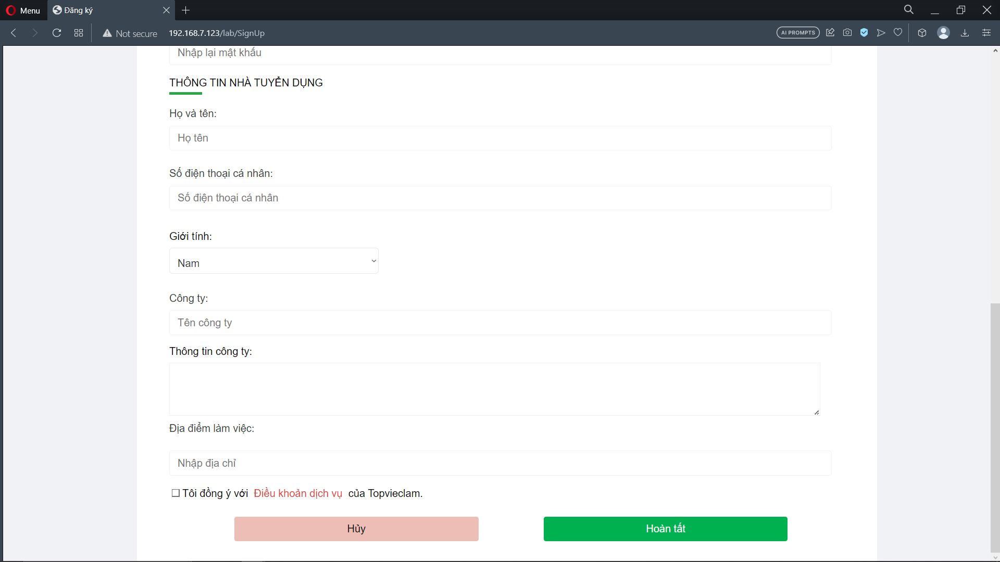 Menu
Đăng ký
Not secure
192.168.7.123/lab/SignUp
AI PROMPTS
Nhập lại mật khẩu
THÔNG TIN NHÀ TUYỂN DỤNG
Họ và tên:
Họ tên
Số điện thoại cá nhân:
Số điện thoại cá nhân
Giới tính:
Nam
Công ty:
Tên công ty
Thông tin công ty:
Địa điểm làm việc:
Nhập địa chỉ
Tôi đồng ý với Điều khoản dịch vụ của Topvieclam.
Hủy
Hoàn tất